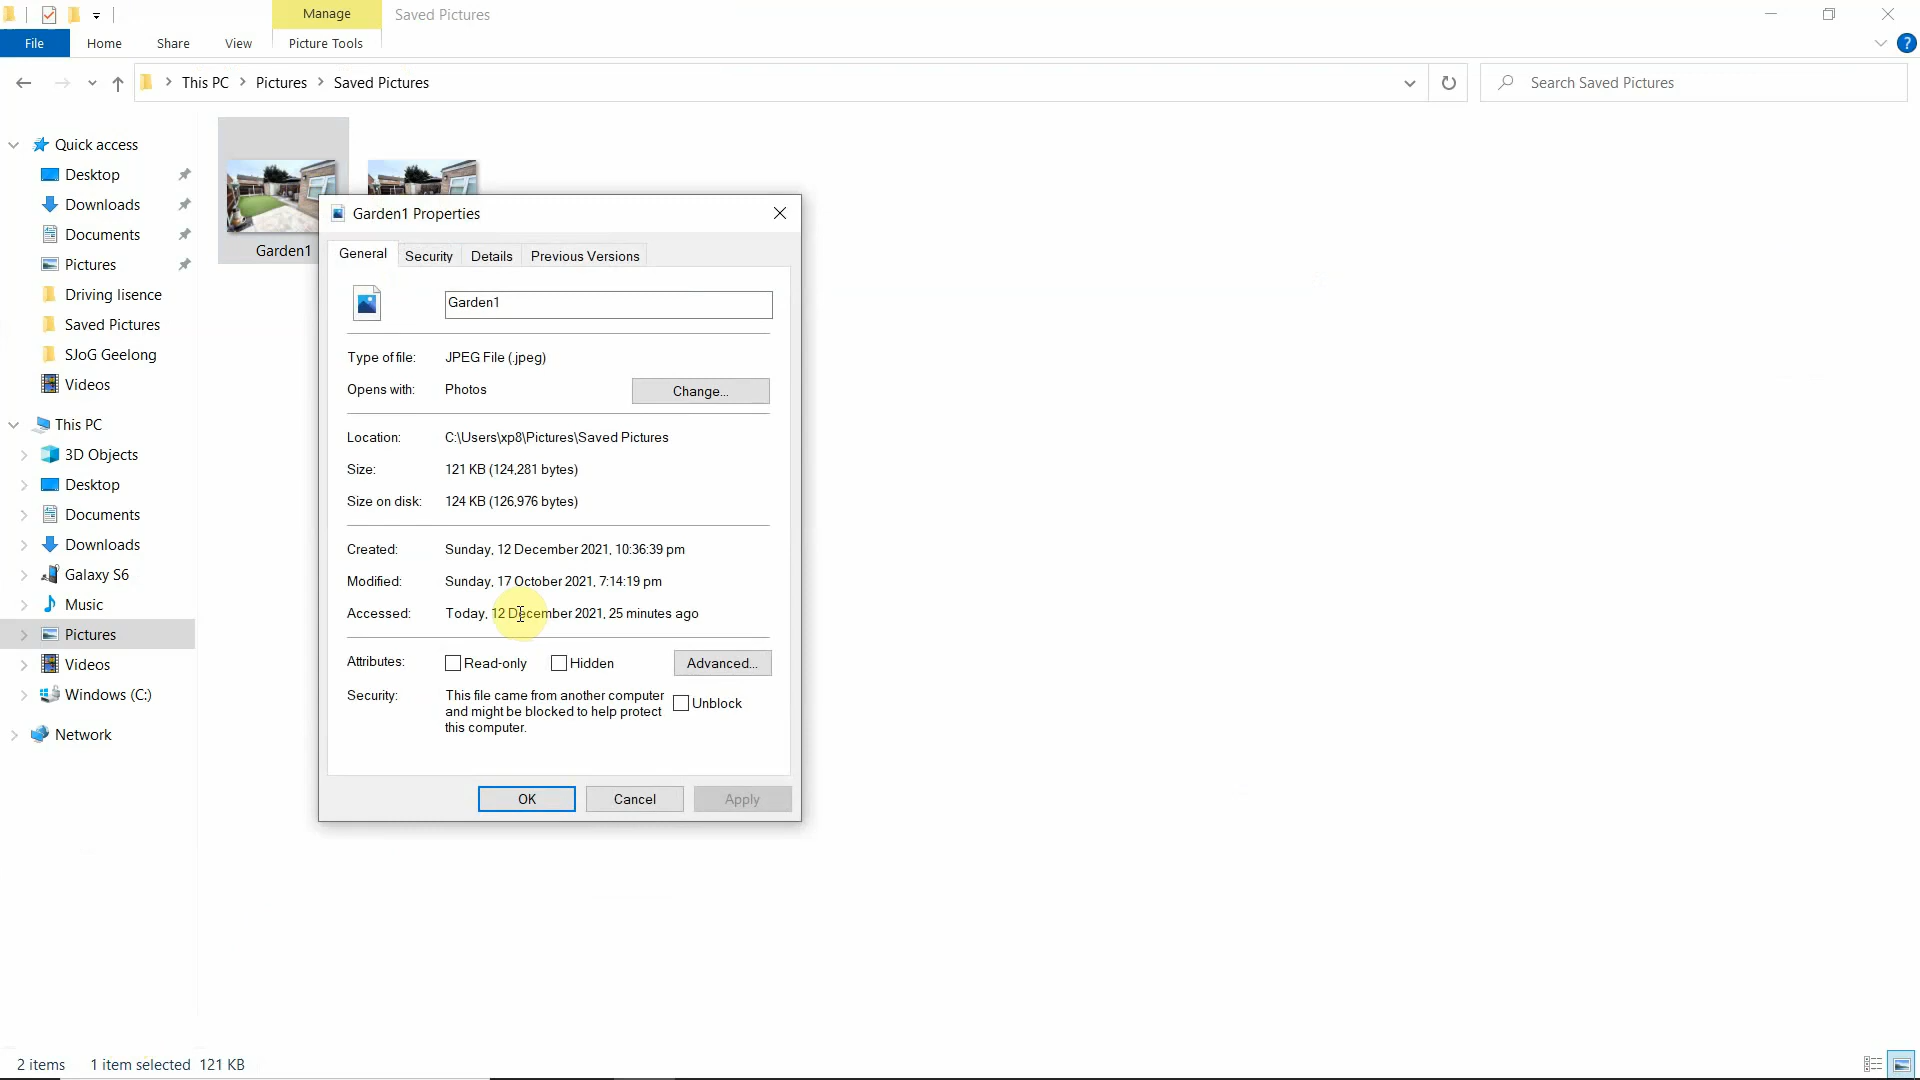 Manage
Saved Pictures
File
Home
Share
View
Picture Tools
?
This PC
Pictures
Saved Pictures
Search Saved Pictures
Quick access
Desktop
Downloads
Documents
Pictures
Driving lisence
Saved Pictures
SJoG Geelong
Videos
This PC
3D Objects
Desktop
Documents
Downloads
Galaxy S6
Music
Pictures
Videos
Windows (C:)
Network
Garden1
Garden1 Properties
General
Security
Details
Previous Versions
Garden1
Type of file: JPEG File (.jpeg)
Opens with: Photos
Change...
Location: C:\Users\xp8\Pictures\Saved Pictures
Size: 121 KB (124,281 bytes)
Size on disk: 124 KB (126,976 bytes)
Created: Sunday, 12 December 2021, 10:36:39 pm
Modified: Sunday, 17 October 2021, 7:14:19 pm
Accessed: Today, 12 December 2021, 25 minutes ago
Attributes: Read-only Hidden Advanced...
Security: This file came from another computer
and might be blocked to help protect
this computer.
Unblock
OK
Cancel
Apply
2 items
1 item selected 121 KB